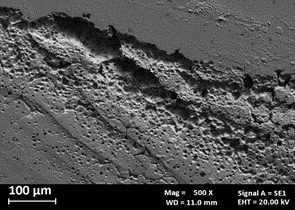 100 µm
Mag = 500 X
Signal A = SE1
WD = 11.0 mm
EHT = 20.00 kV